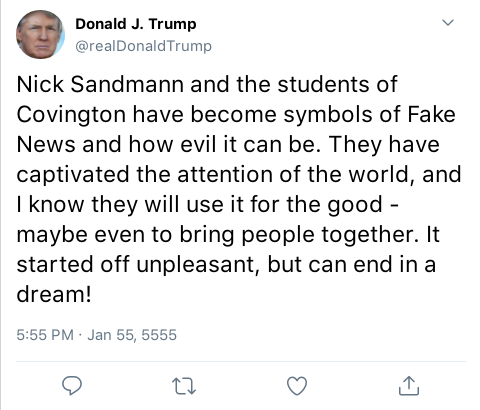 Donald J. Trump
@realDonaldTrump
Nick Sandmann and the students of
Covington have become symbols of Fake
News and how evil it can be. They have
captivated the attention of the world, and
I know they will use it for the good -
maybe even to bring people together. It
started off unpleasant, but can end in a
dream!
5:55 PM · Jan 55, 5555